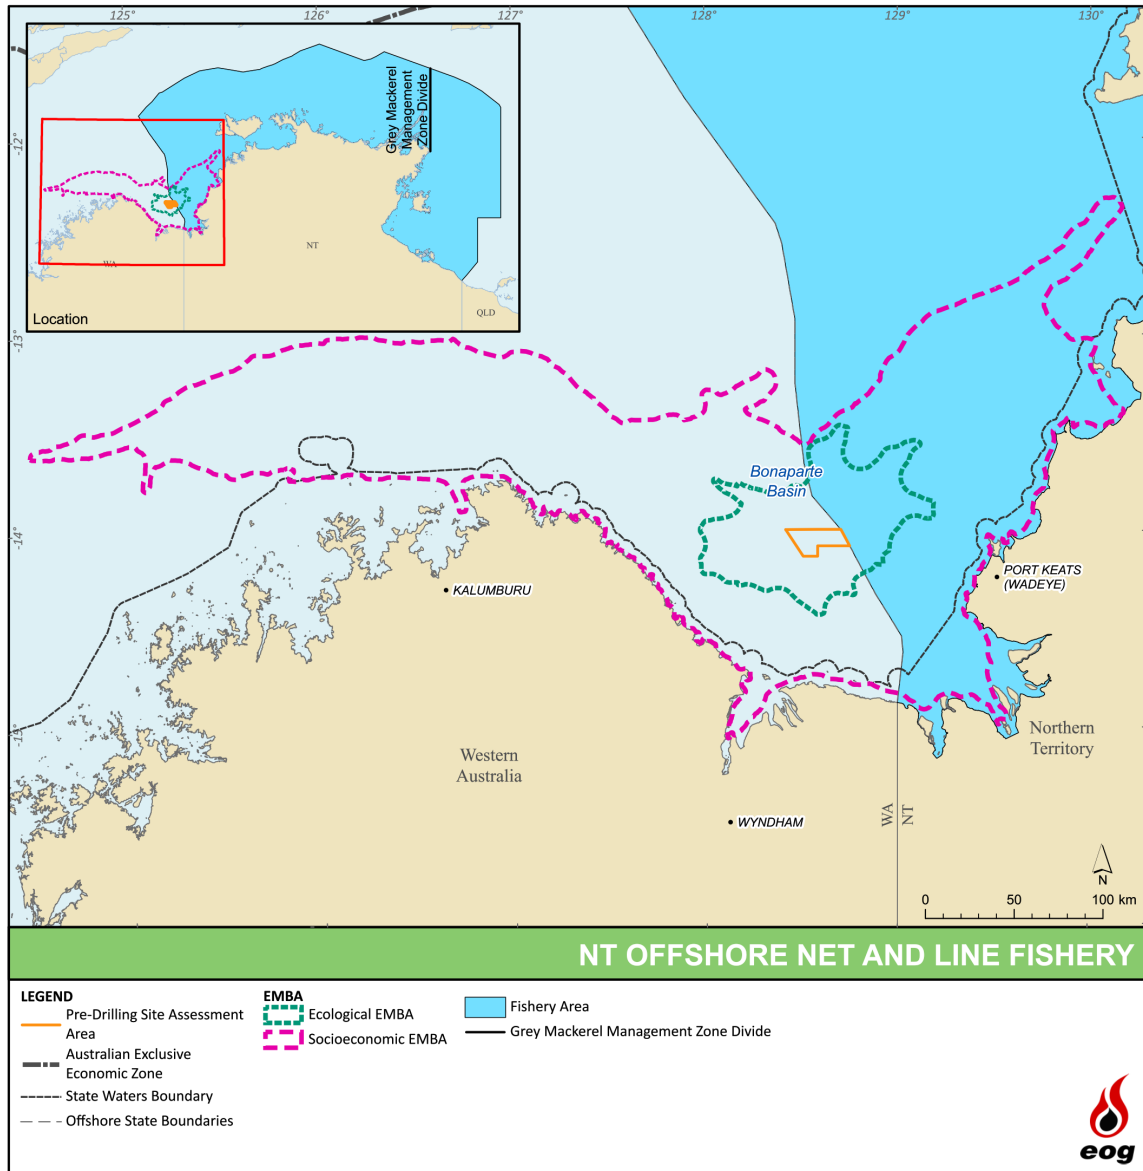 125°
126°
127°
128°
129°
130°
-12°
-13°
-14°
-15°
Grey Mackerel
Management
Zone Divide
WA
NT
QLD
Location
Bonaparte
Basin
KALUMBURU
PORT KEATS
(WADEYE)
Western
Australia
Northern
Territory
WYNDHAM
WA
NT
N
0 50 100 km
NT OFFSHORE NET AND LINE FISHERY
LEGEND
Pre-Drilling Site Assessment
Area
Australian Exclusive
Economic Zone
State Waters Boundary
Offshore State Boundaries
EMBA
Ecological EMBA
Socioeconomic EMBA
Fishery Area
Grey Mackerel Management Zone Divide
eog